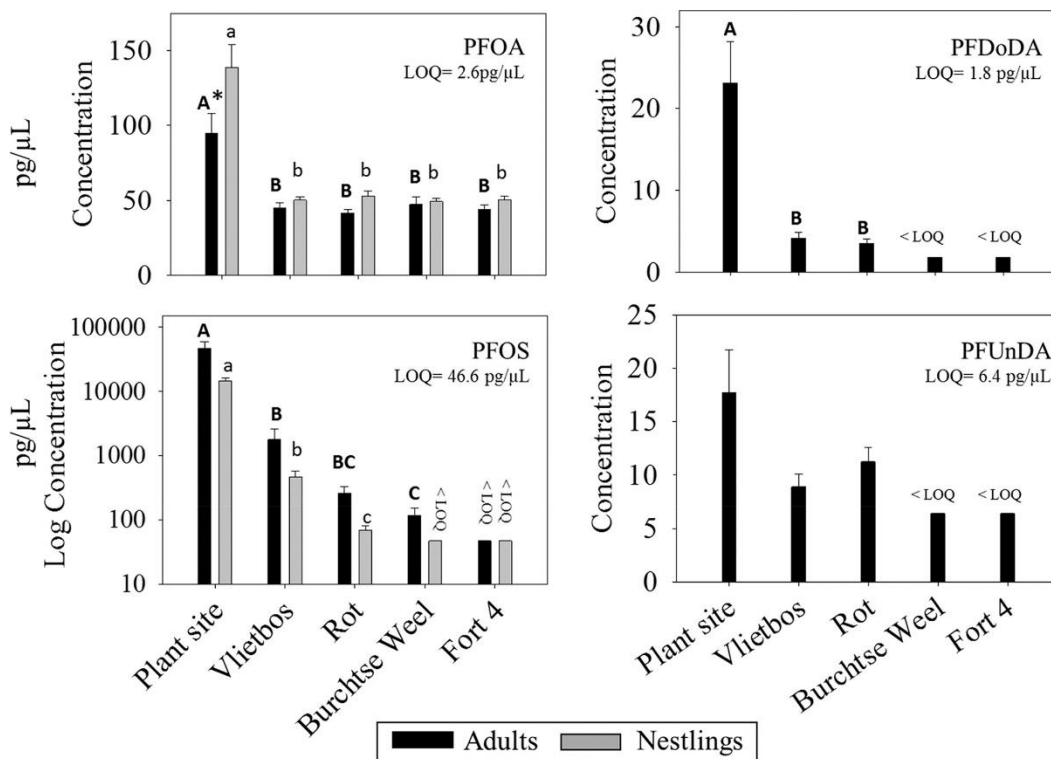 PFOA
LOQ= 2.6pg/µL
pg/µL
Concentration
150
100
50
0
A*
a
B
b
B
b
B
b
B
b
PFDoDA
LOQ= 1.8 pg/µL
Concentration
30
20
10
0
A
B
B
< LOQ
< LOQ
PFOS
LOQ= 46.6 pg/µL
pg/µL
Log Concentration
100000
10000
1000
100
10
A
a
B
b
BC
c
C
< LOQ
< LOQ
< LOQ
Plant site
Vlietbos
Rot
Burchtse Weel
Fort 4
PFUnDA
LOQ= 6.4 pg/µL
Concentration
25
20
15
10
5
0
< LOQ
< LOQ
Plant site
Vlietbos
Rot
Burchtse Weel
Fort 4
Adults
Nestlings